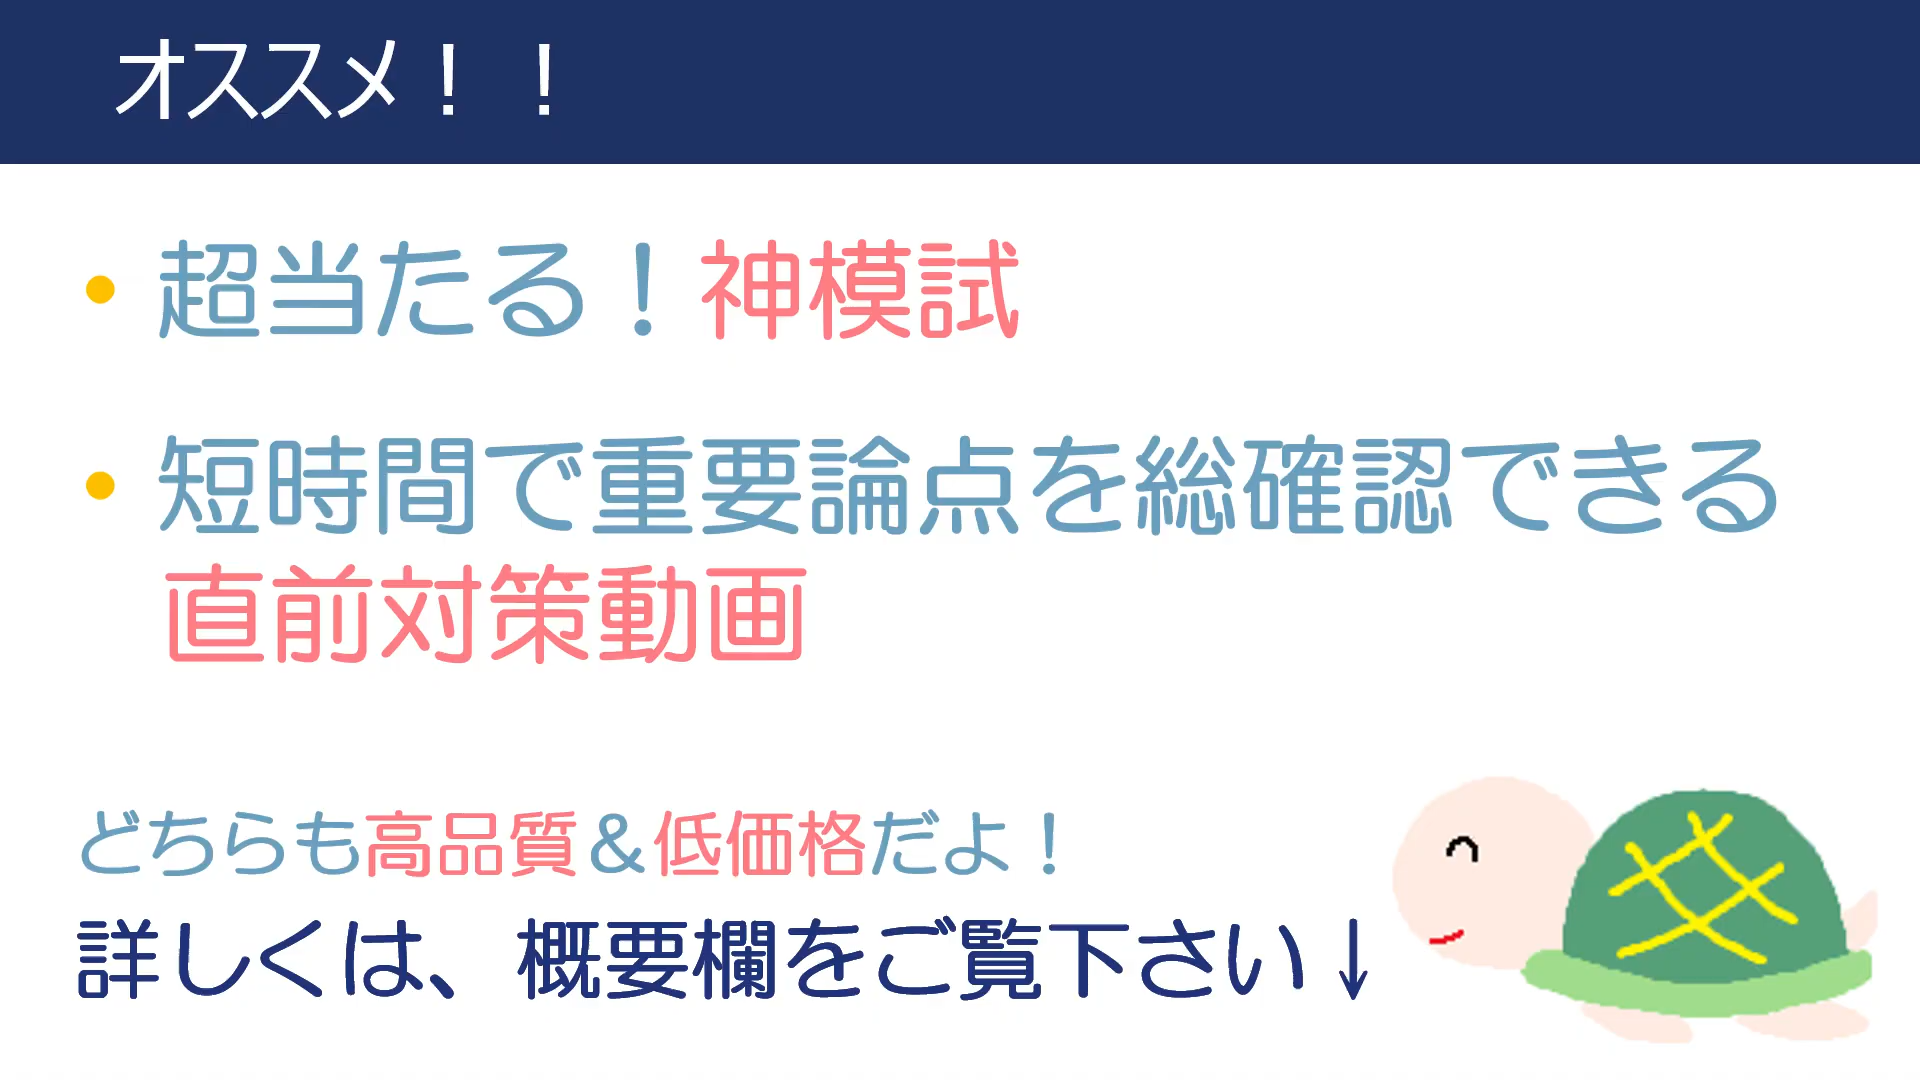 オススメ！！
• 超当たる！神模試
• 短時間で重要論点を総確認できる
直前対策動画
どちらも高品質＆低価格だよ！
詳しくは、概要欄をご覧下さい↓